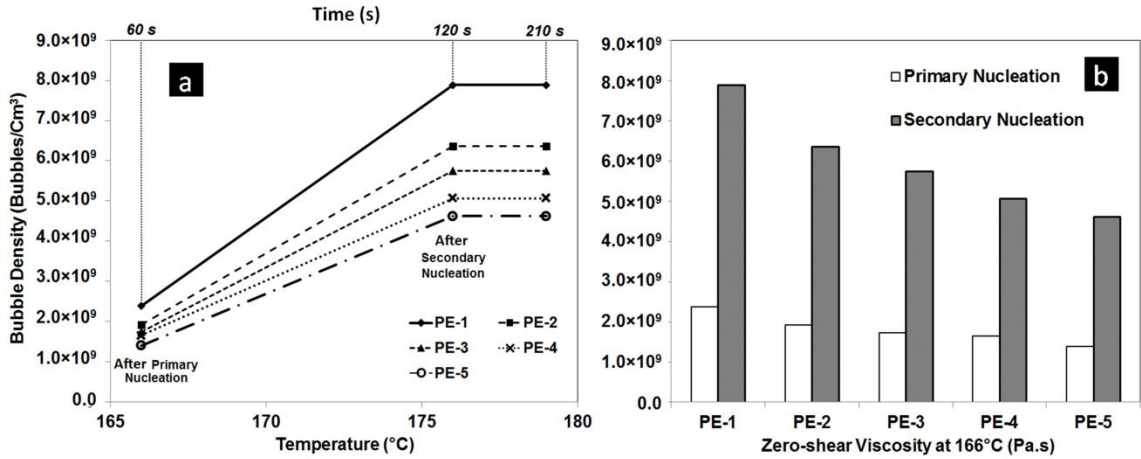 Time (s)
60 s
120 s
210 s
9.0×10⁹
8.0×10⁹
7.0×10⁹
6.0×10⁹
5.0×10⁹
4.0×10⁹
3.0×10⁹
2.0×10⁹
1.0×10⁹
0.0
Bubble Density (Bubbles/Cm³)
a
After
Secondary
Nucleation
After Primary
Nucleation
PE-1
PE-2
PE-3
PE-4
PE-5
165
170
175
180
Temperature (°C)
9.0×10⁹
8.0×10⁹
7.0×10⁹
6.0×10⁹
5.0×10⁹
4.0×10⁹
3.0×10⁹
2.0×10⁹
1.0×10⁹
0.0
Primary Nucleation
Secondary Nucleation
b
PE-1
PE-2
PE-3
PE-4
PE-5
Zero-shear Viscosity at 166°C (Pa.s)